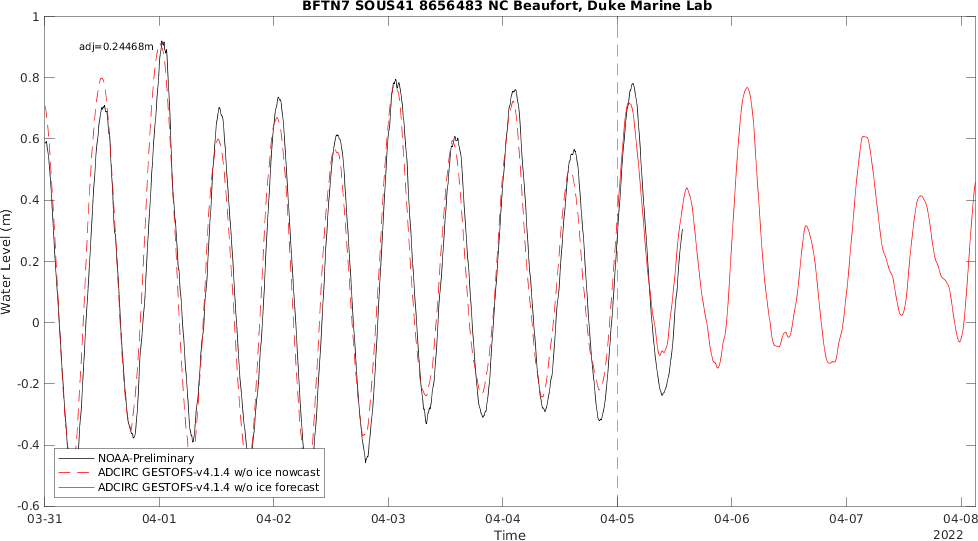 BFTN7 SOUS41 8656483 NC Beaufort, Duke Marine Lab
adj=0.24468m
Water Level (m)
1
0.8
0.6
0.4
0.2
0
-0.2
-0.4
-0.6
NOAA-Preliminary
ADCIRC GESTOFS-v4.1.4 w/o ice nowcast
ADCIRC GESTOFS-v4.1.4 w/o ice forecast
03-31 04-01 04-02 04-03 04-04 04-05 04-06 04-07 04-08
Time
2022